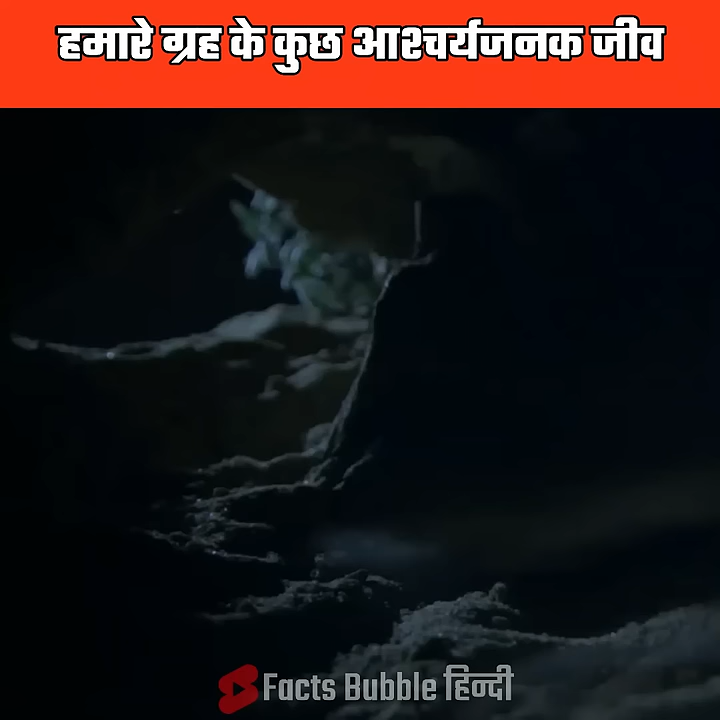 हमारे ग्रह के कुछ आश्चर्यजनक जीव
Facts Bubble हिन्दी